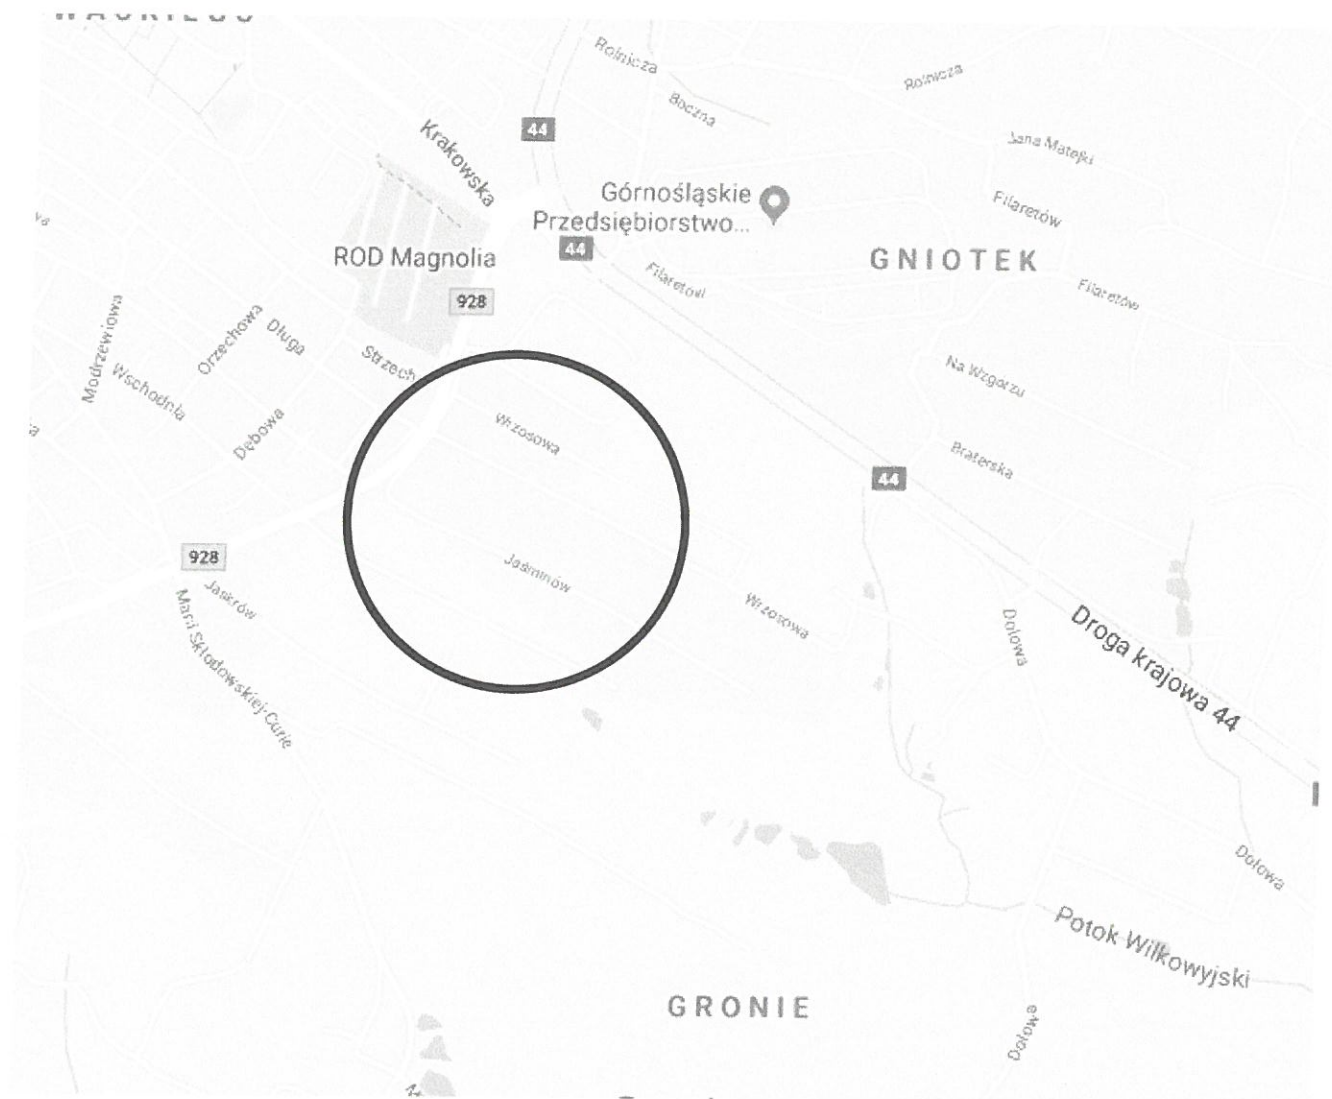 Rolnicza
Rolnicza
Boczna
44
Krakowska
Jana Matejki
Górnośląskie
Przedsiębiorstwo...
Filaretów
44
ROD Magnolia
GNIOTEK
Filaretów
Filaretów
928
Modrzewiowa
Orzechowa
Długa
Strzech
Wschodnia
Na Wzgórzu
Dębowa
Wrzosowa
Braterska
44
928
Jaśminów
Jaskrów
Wrzosowa
Marii Skłodowskiej-Curie
Dołowa
Droga krajowa 44
Dołowa
Potok Wilkowyjski
GRONIE
Dołowa